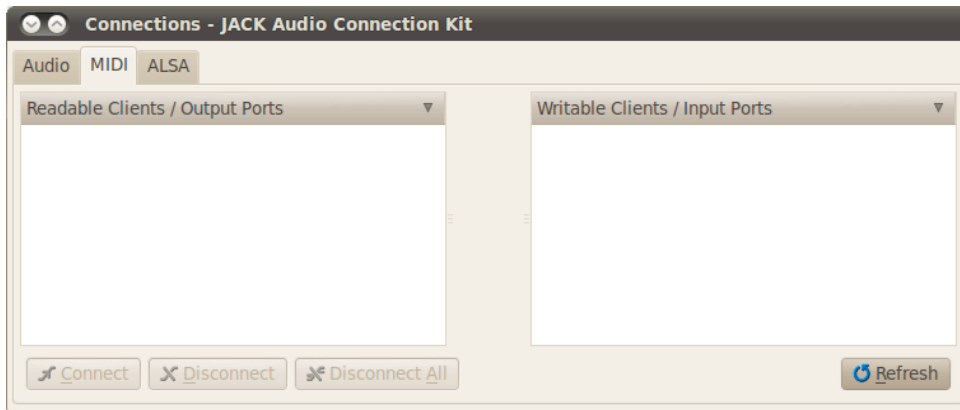 Connections - JACK Audio Connection Kit
Audio MIDI ALSA
Readable Clients / Output Ports Writable Clients / Input Ports
Connect Disconnect Disconnect All Refresh